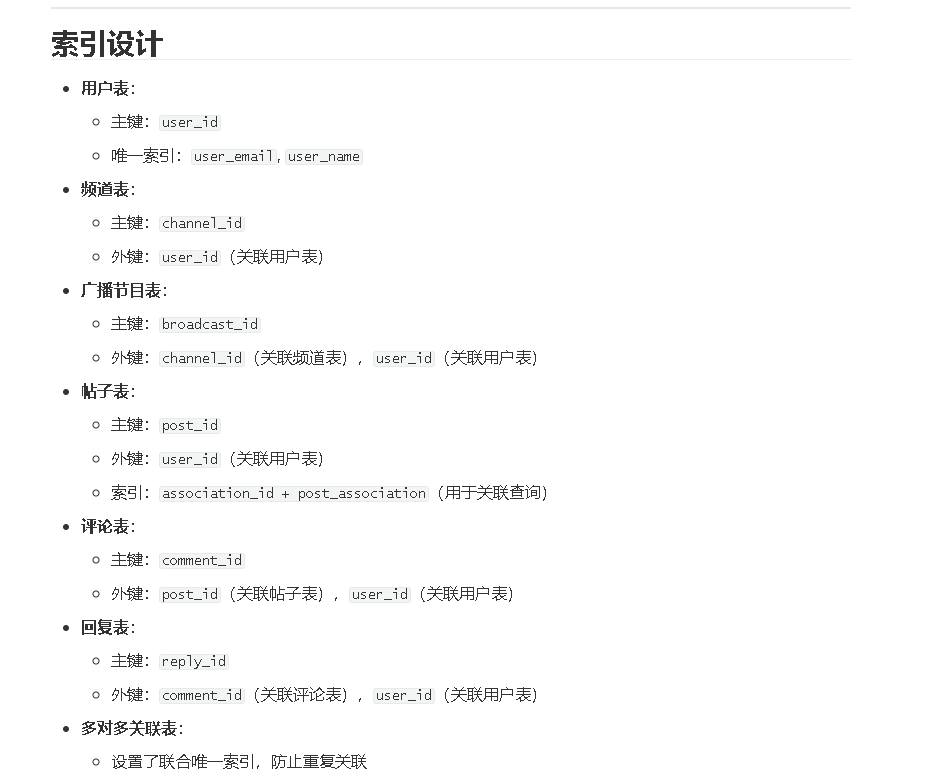 索引设计
用户表：
主键：user_id
唯一索引：user_email, user_name
频道表：
主键：channel_id
外键：user_id（关联用户表）
广播节目表：
主键：broadcast_id
外键：channel_id（关联频道表），user_id（关联用户表）
帖子表：
主键：post_id
外键：user_id（关联用户表）
索引：association_id + post_association（用于关联查询）
评论表：
主键：comment_id
外键：post_id（关联帖子表），user_id（关联用户表）
回复表：
主键：reply_id
外键：comment_id（关联评论表），user_id（关联用户表）
多对多关联表：
设置了联合唯一索引，防止重复关联